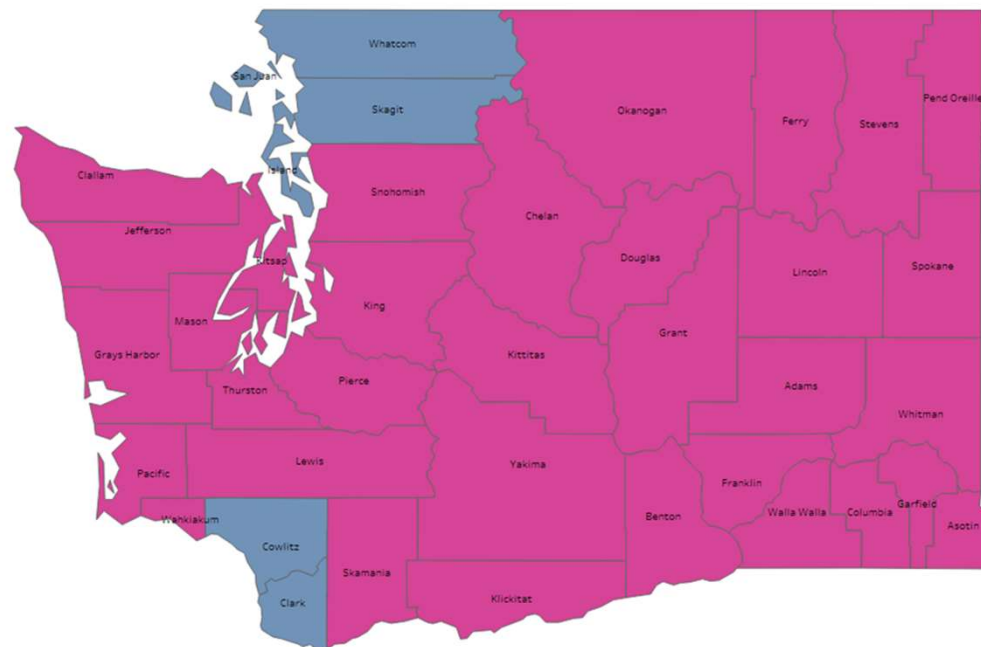 Whatcom
San Juan
Skagit
Okanogan
Ferry
Stevens
Pend Oreille
Island
Clallam
Snohomish
Chelan
Jefferson
Kitsap
Douglas
Lincoln
Spokane
King
Mason
Grant
Grays Harbor
Kittitas
Thurston
Pierce
Adams
Whitman
Pacific
Lewis
Yakima
Franklin
Wahkiakum
Benton
Walla Walla
Columbia
Garfield
Asotin
Cowlitz
Skamania
Clark
Klickitat